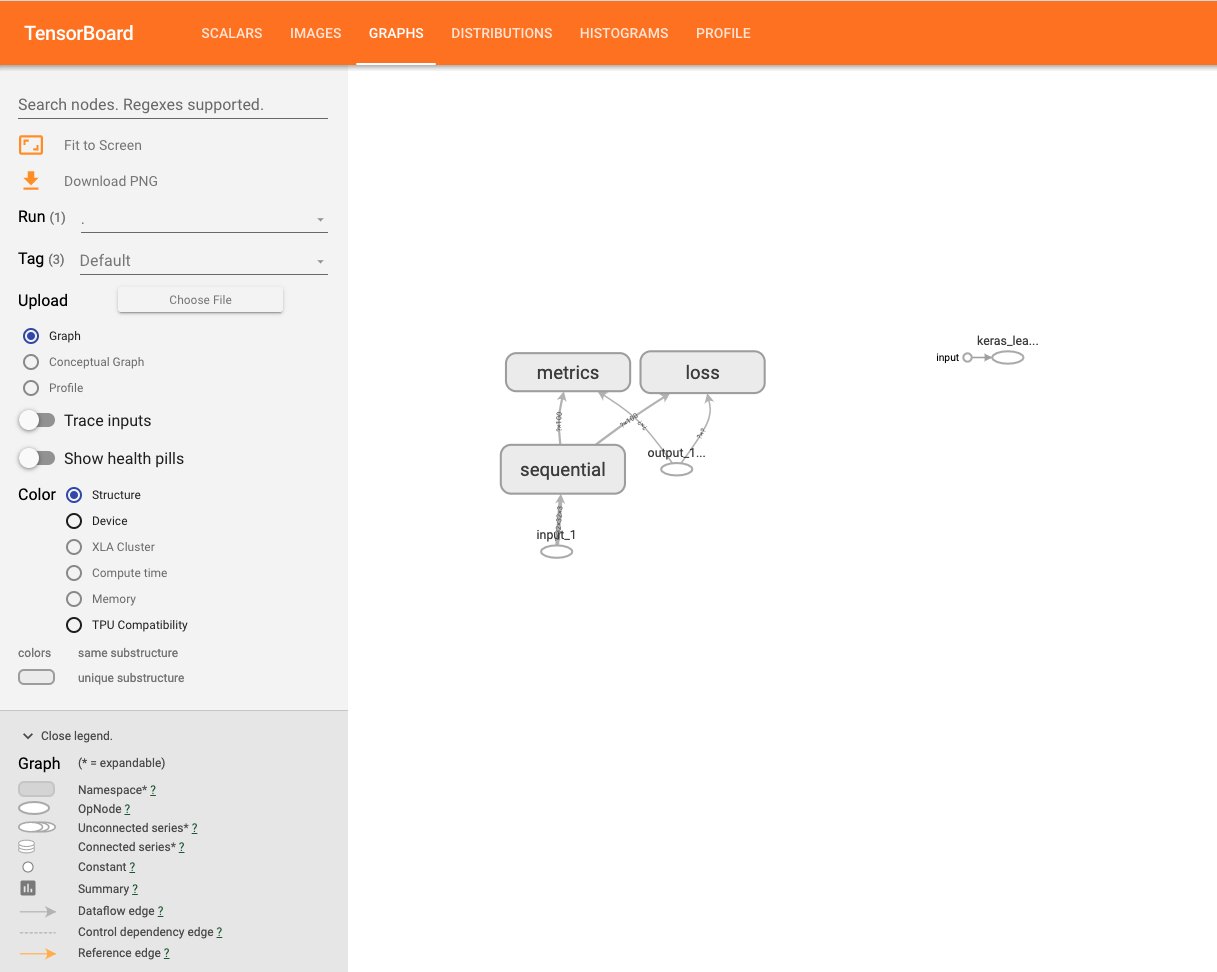 TensorBoard SCALARS IMAGES GRAPHS DISTRIBUTIONS HISTOGRAMS PROFILE
Search nodes. Regexes supported.
Fit to Screen
Download PNG
Run (1) .
Tag (3) Default
Upload Choose File
Graph
Conceptual Graph
Profile
Trace inputs
Show health pills
Color Structure
Device
XLA Cluster
Compute time
Memory
TPU Compatibility
colors same substructure
unique substructure
Close legend.
Graph (* = expandable)
Namespace* ?
OpNode ?
Unconnected series* ?
Connected series* ?
Constant ?
Summary ?
Dataflow edge ?
Control dependency edge ?
Reference edge ?
metrics loss
?×100 ?×100
sequential
output_1...
input_1
keras_lea...
input